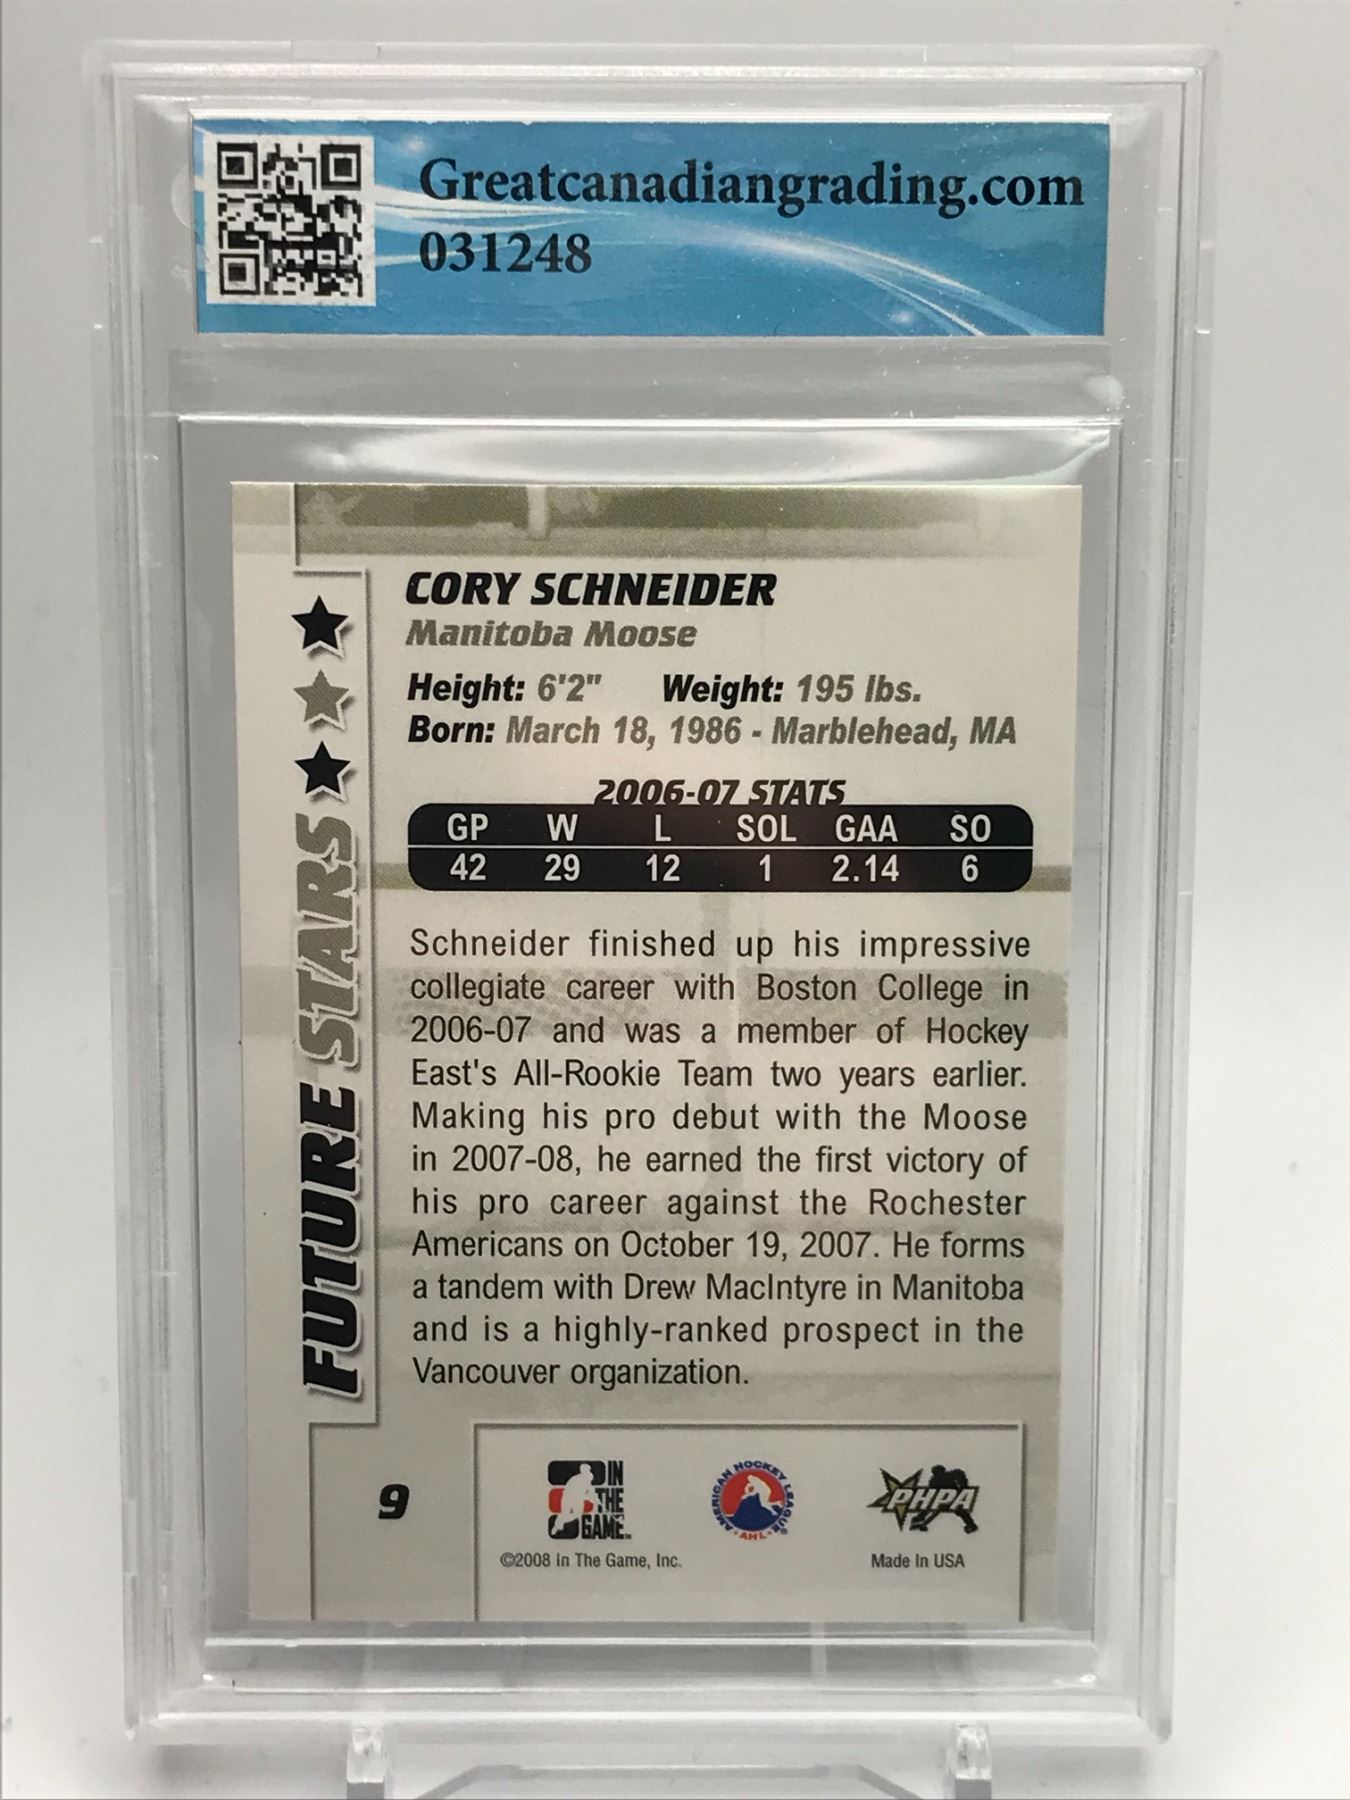 Greatcanadiangrading.com
031248
CORY SCHNEIDER
Manitoba Moose
Height: 6'2" Weight: 195 lbs.
Born: March 18, 1986 - Marblehead, MA
2006-07 STATS
GP W L SOL GAA SO
42 29 12 1 2.14 6
Schneider finished up his impressive
collegiate career with Boston College in
2006-07 and was a member of Hockey
East's All-Rookie Team two years earlier.
Making his pro debut with the Moose
in 2007-08, he earned the first victory of
his pro career against the Rochester
Americans on October 19, 2007. He forms
a tandem with Drew MacIntyre in Manitoba
and is a highly-ranked prospect in the
Vancouver organization.
FUTURE STARS
9
IN
THE
GAME
AMERICAN HOCKEY LEAGUE
AHL
PHPA
©2008 In The Game, Inc.
Made In USA